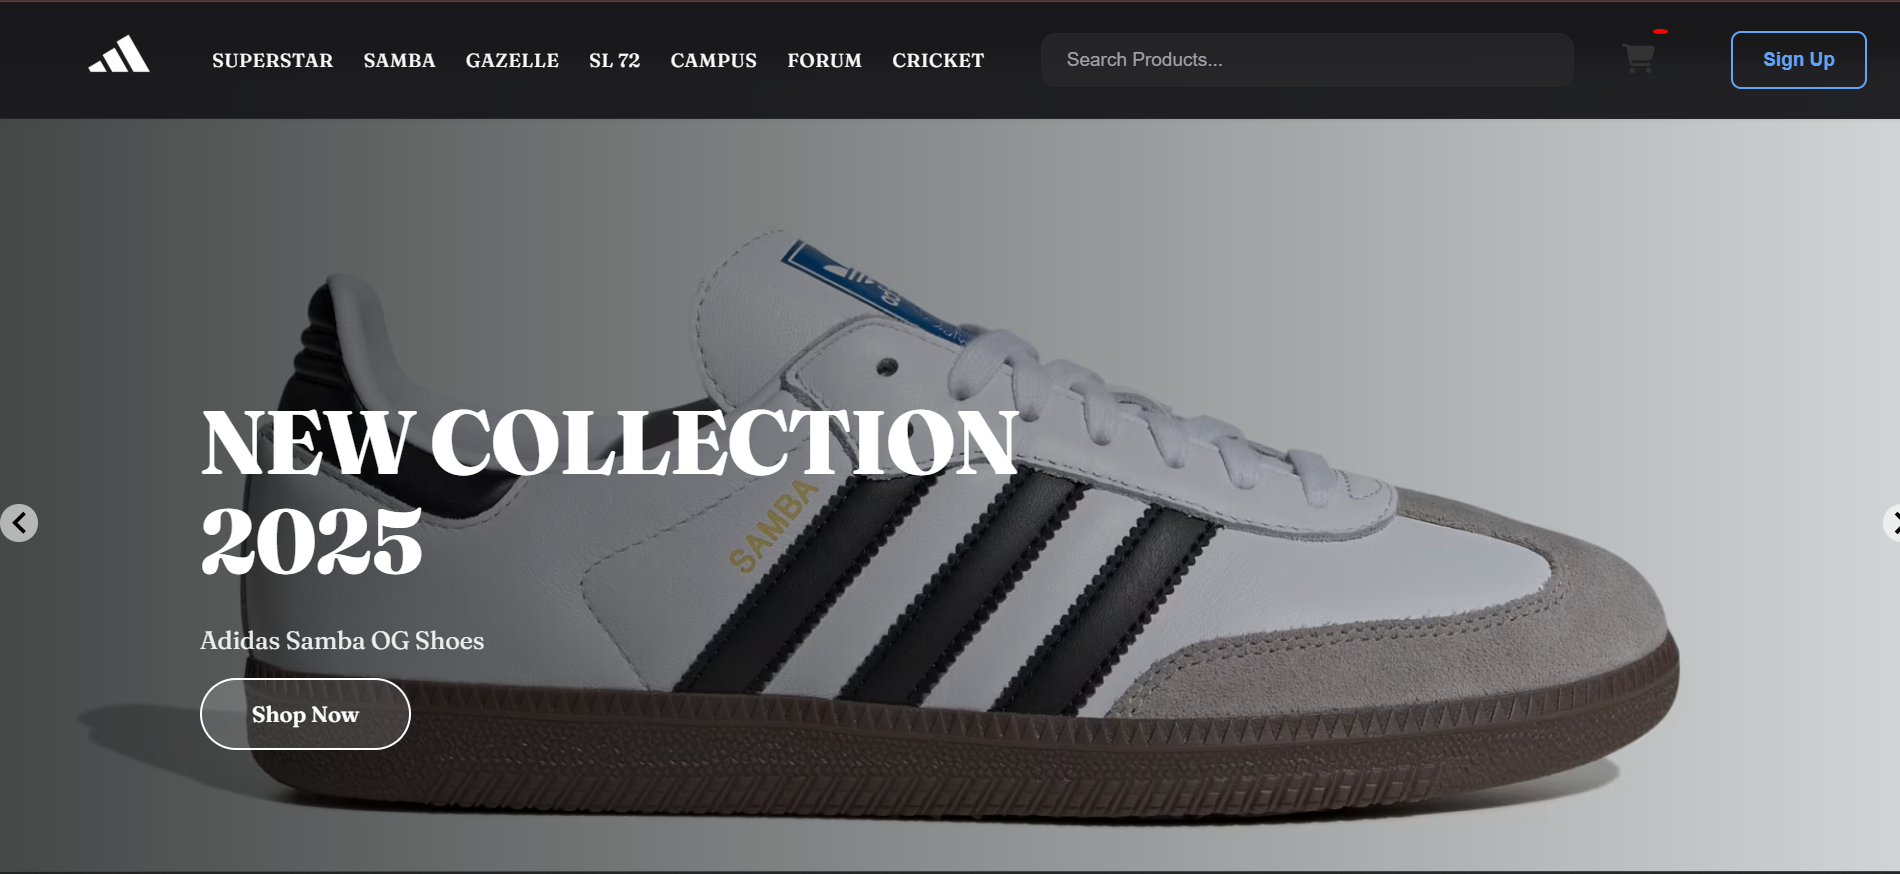 SUPERSTAR SAMBA GAZELLE SL 72 CAMPUS FORUM CRICKET Search Products... Sign Up
NEW COLLECTION
2025
SAMBA
Adidas Samba OG Shoes
Shop Now